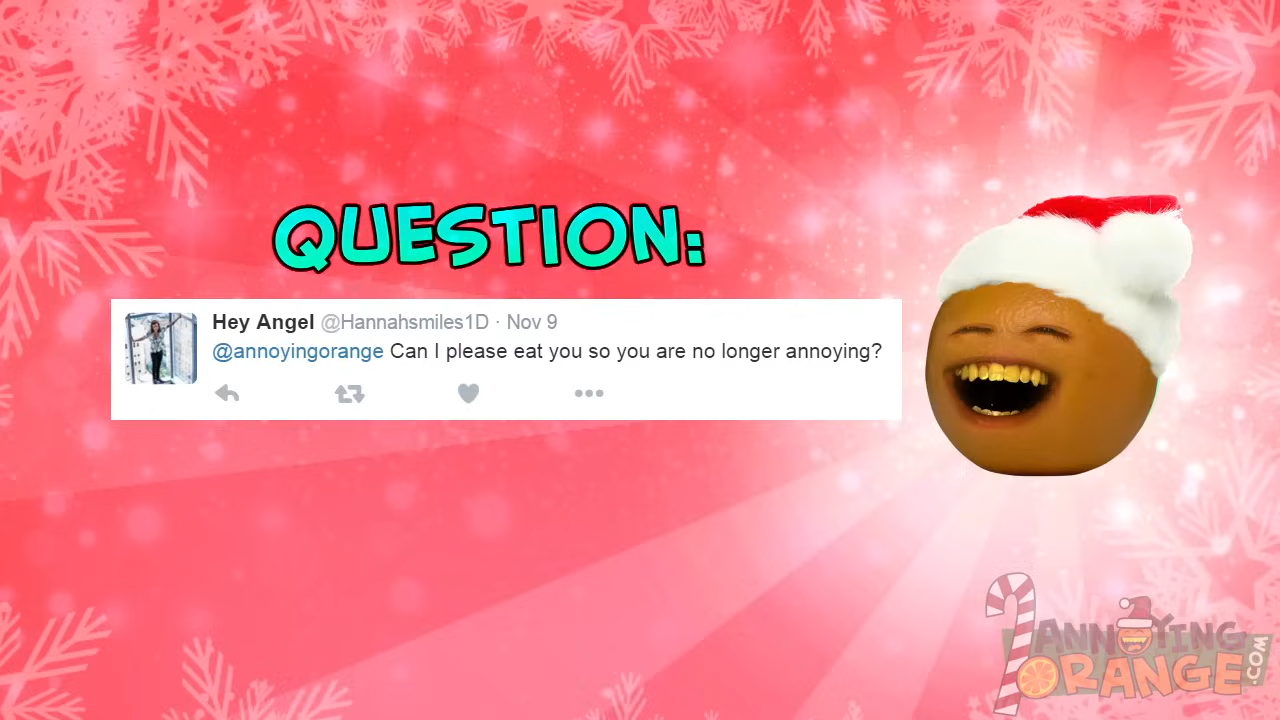 QUESTION:
Hey Angel @Hannahsmiles1D · Nov 9
@annoyingorange Can I please eat you so you are no longer annoying?
ANNOYING
ORANGE.COM